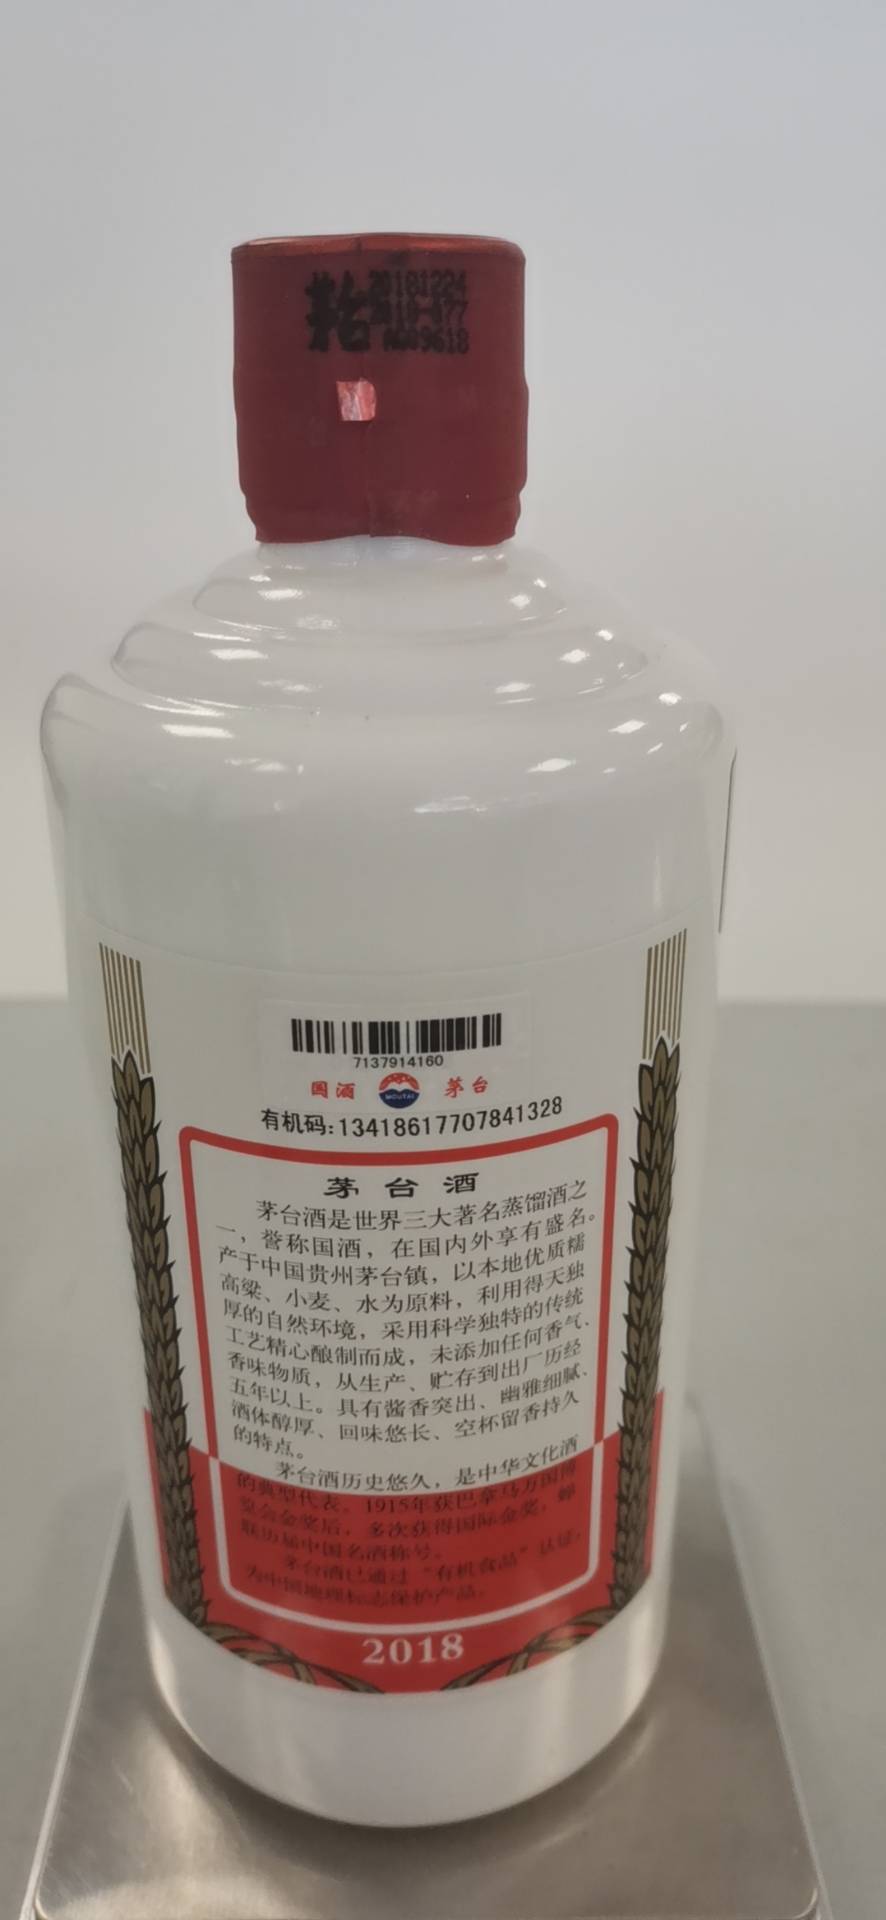 茅台
20181224
2018-077
A009618
7137914160
国酒 MOUTAI 茅台
有机码:13418617707841328
茅台酒
茅台酒是世界三大著名蒸馏酒之
一，誉称国酒，在国内外享有盛名。
产于中国贵州茅台镇，以本地优质糯
高粱、小麦、水为原料，利用得天独
厚的自然环境，采用科学独特的传统
工艺精心酿制而成，未添加任何香气、
香味物质，从生产、贮存到出厂历经
五年以上。具有酱香突出、幽雅细腻、
酒体醇厚、回味悠长、空杯留香持久
的特点。
茅台酒历史悠久，是中华文化酒
的典型代表。1915年获巴拿马万国博
览会金奖后，多次获得国际金奖，蝉
联历届中国名酒称号。
茅台酒已通过“有机食品”认证，
为中国地理标志保护产品。
2018